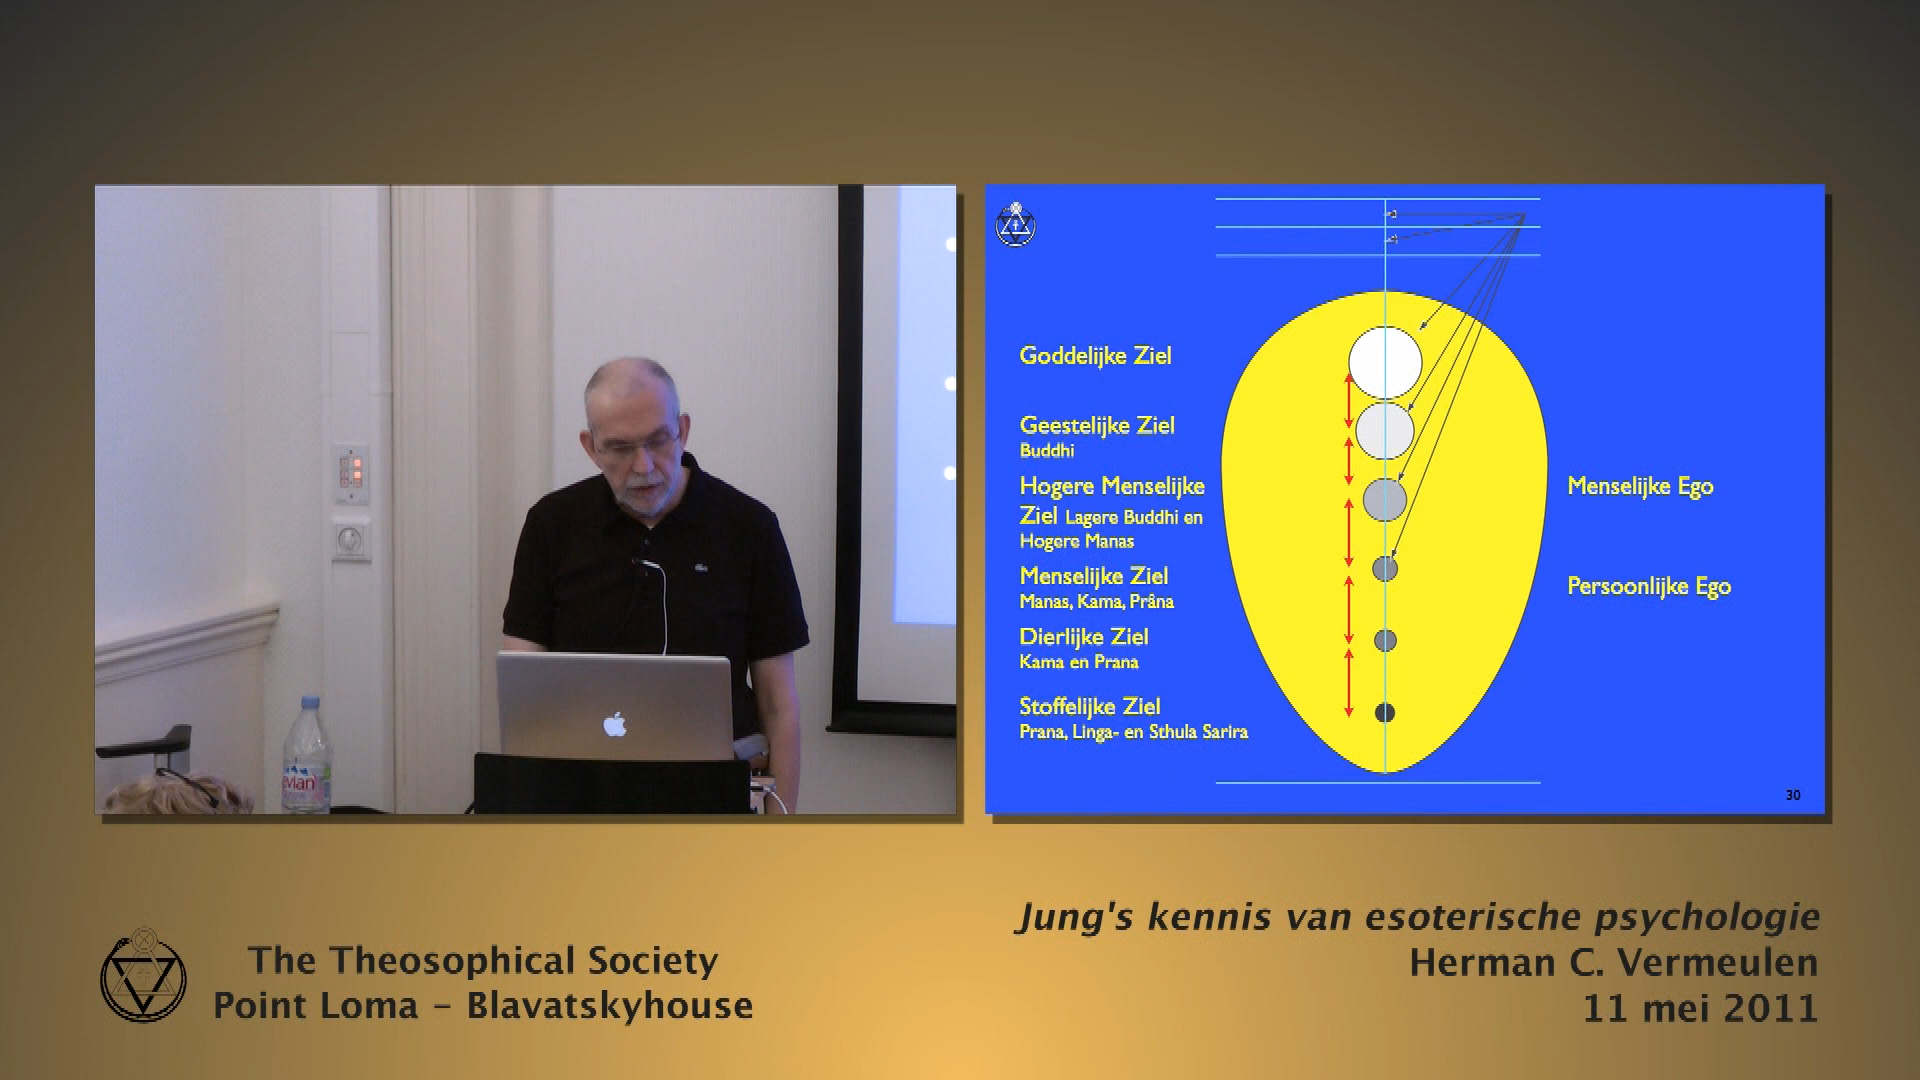 evian
Goddelijke Ziel
Geestelijke Ziel
Buddhi
Hogere Menselijke
Ziel Lagere Buddhi en
Hogere Manas
Menselijke Ziel
Manas, Kama, Prâna
Dierlijke Ziel
Kama en Prana
Stoffelijke Ziel
Prana, Linga- en Sthula Sarira
Menselijke Ego
Persoonlijke Ego
30
The Theosophical Society
Point Loma – Blavatskyhouse
Jung's kennis van esoterische psychologie
Herman C. Vermeulen
11 mei 2011